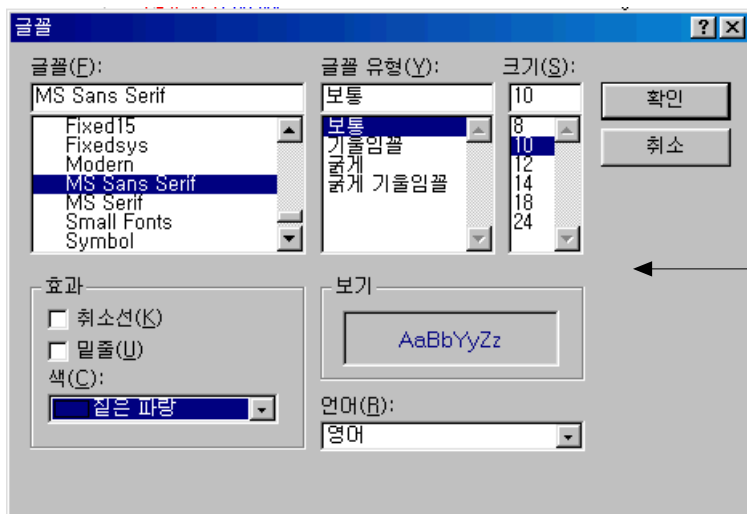 글꼴
글꼴(F):
MS Sans Serif
Fixed15
Fixedsys
Modern
MS Sans Serif
MS Serif
Small Fonts
Symbol
글꼴 유형(Y):
보통
보통
기울임꼴
굵게
굵게 기울임꼴
크기(S):
10
8
10
12
14
18
24
확인
취소
효과
취소선(K)
밑줄(U)
색(C):
짙은 파랑
보기
AaBbYyZz
언어(R):
영어